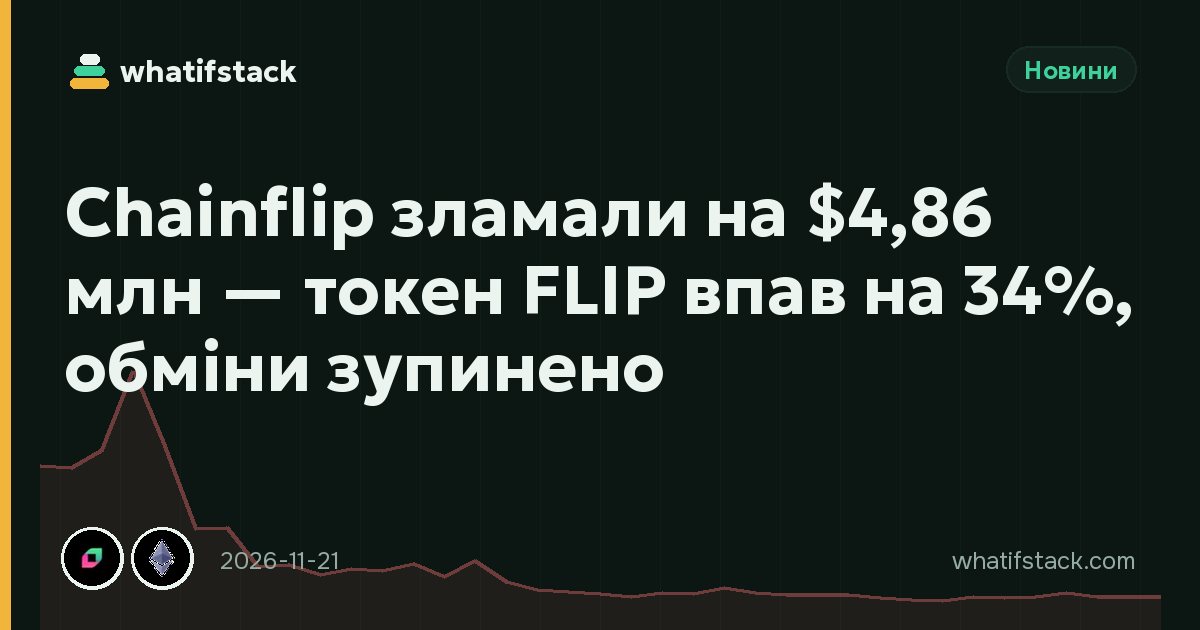 whatifstack
Новини
Chainflip зламали на $4,86
млн — токен FLIP впав на 34%,
обміни зупинено
2026-11-21
whatifstack.com